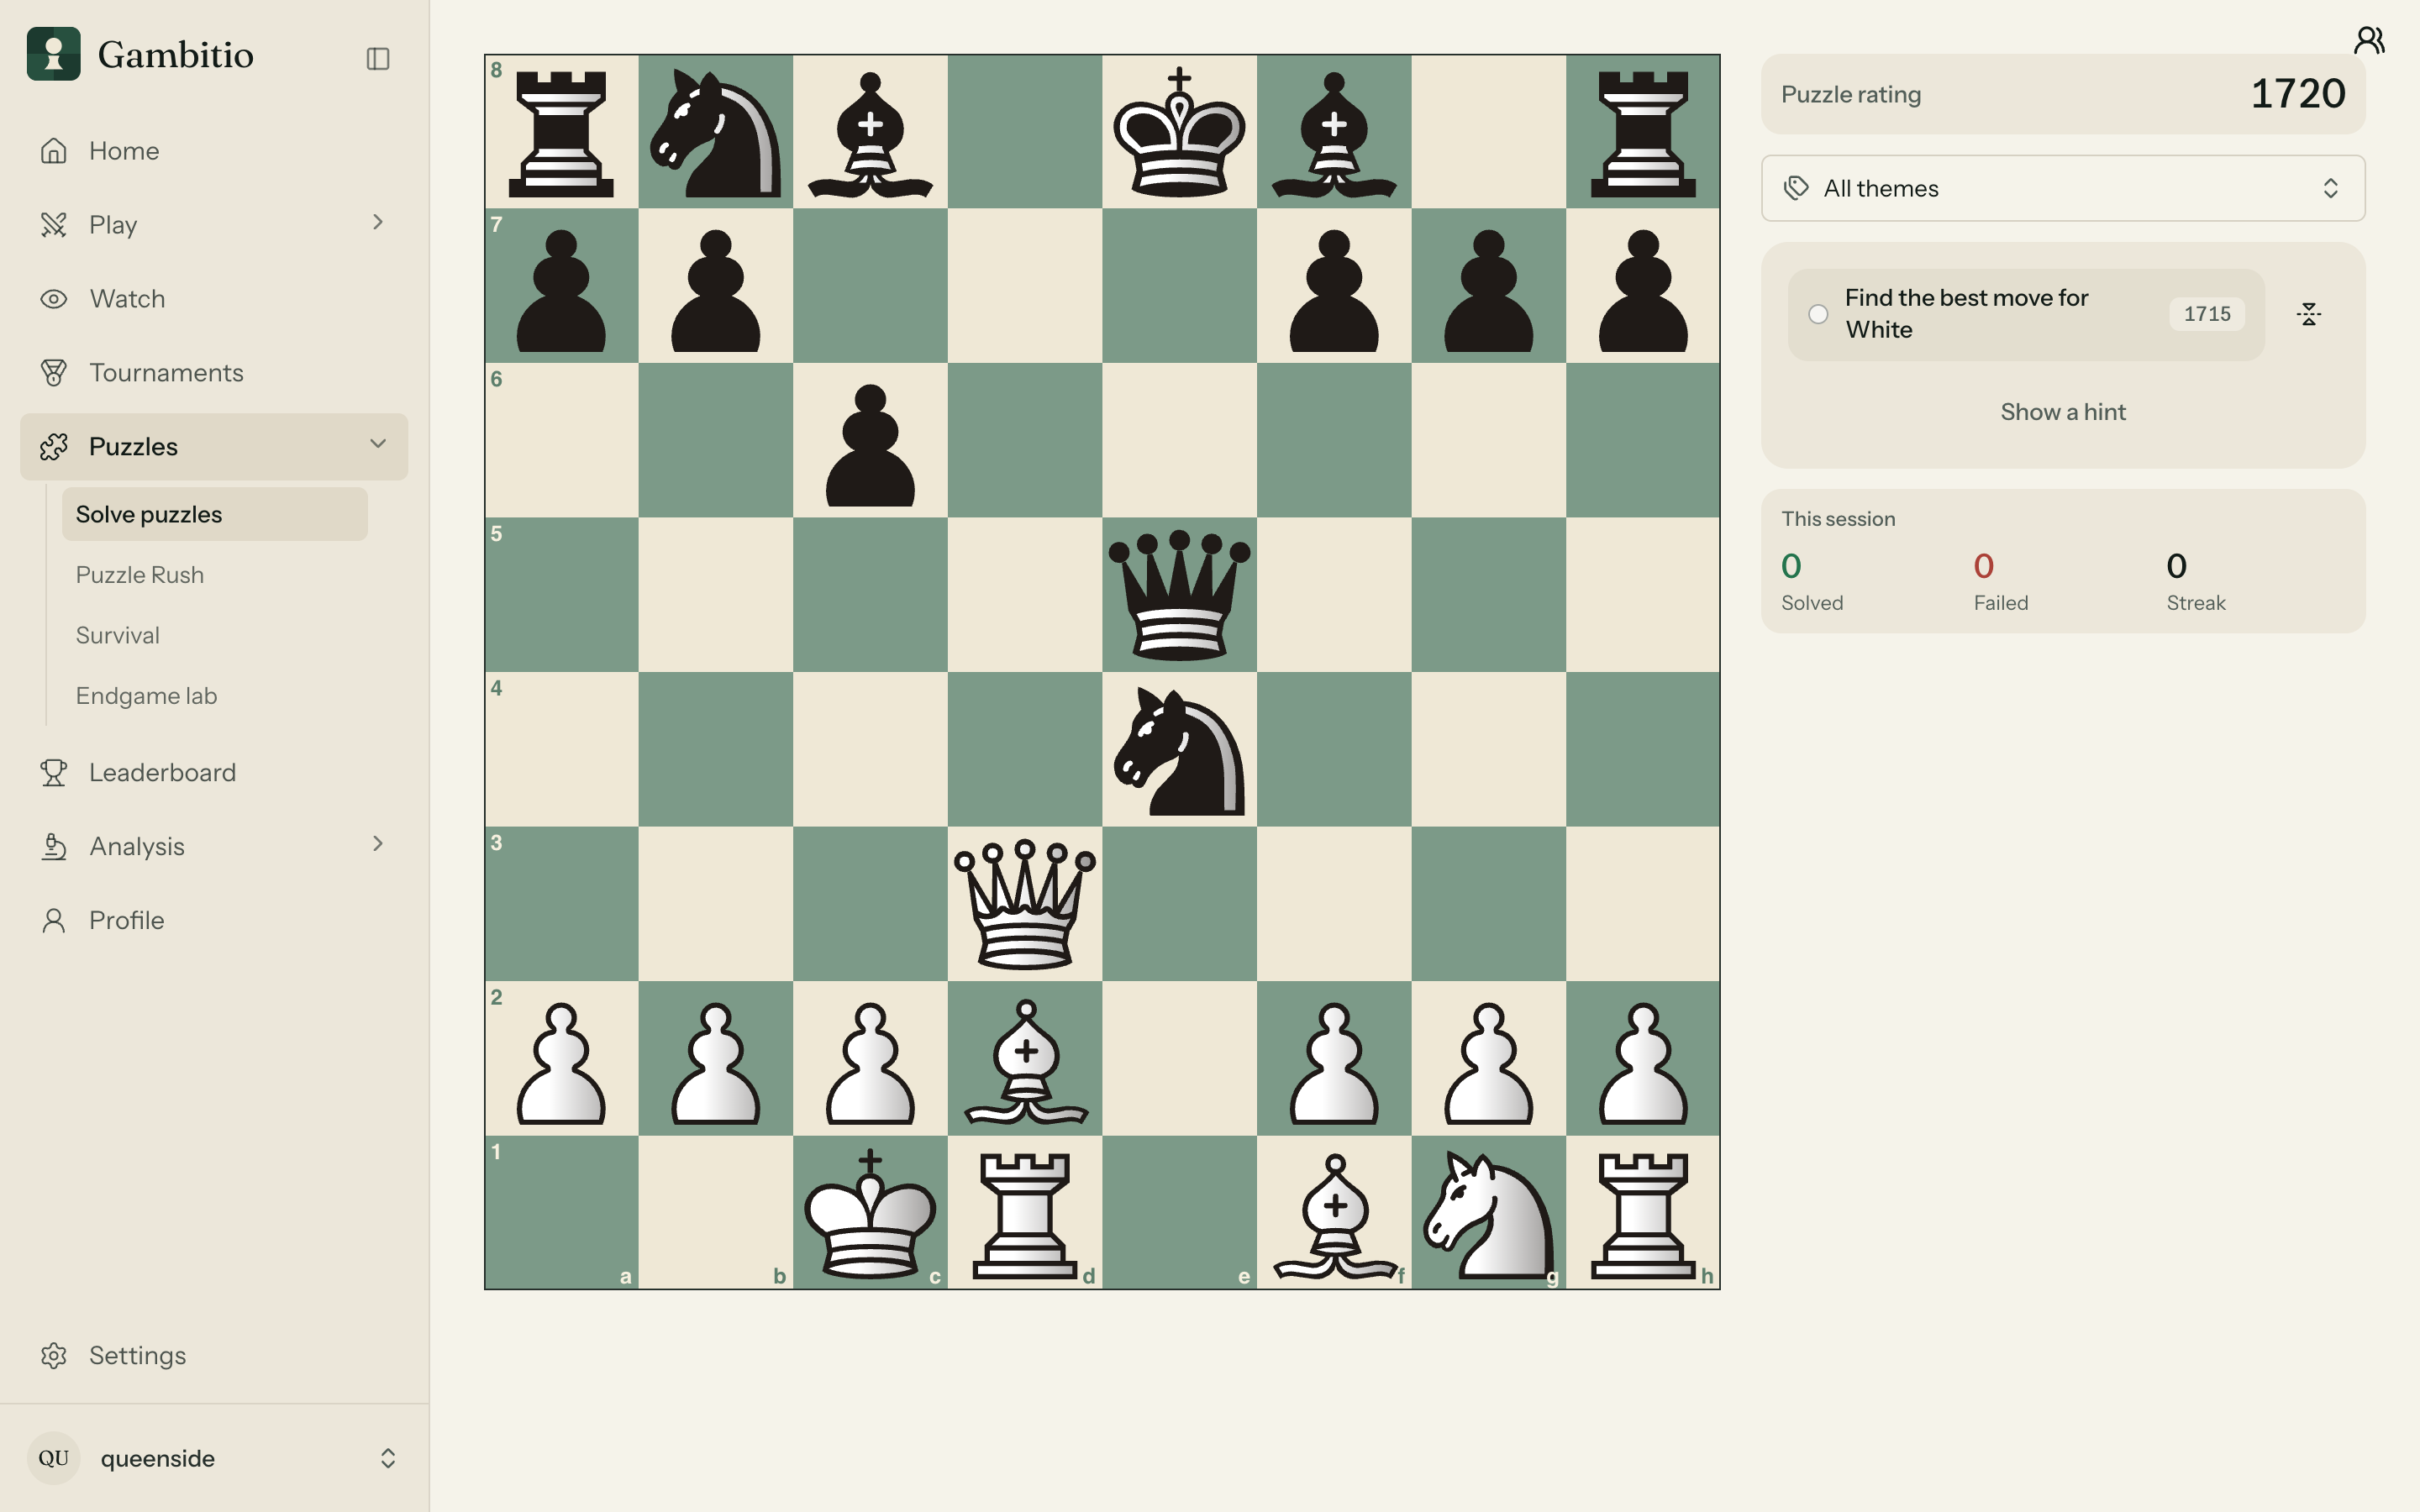 Gambitio
Home
Play
Watch
Tournaments
Puzzles
Solve puzzles
Puzzle Rush
Survival
Endgame lab
Leaderboard
Analysis
Profile
Settings
QU
queenside
8
7
6
5
4
3
2
1
a
b
c
d
e
f
g
h
Puzzle rating
1720
All themes
Find the best move for
White
1715
Show a hint
This session
0
0
0
Solved
Failed
Streak